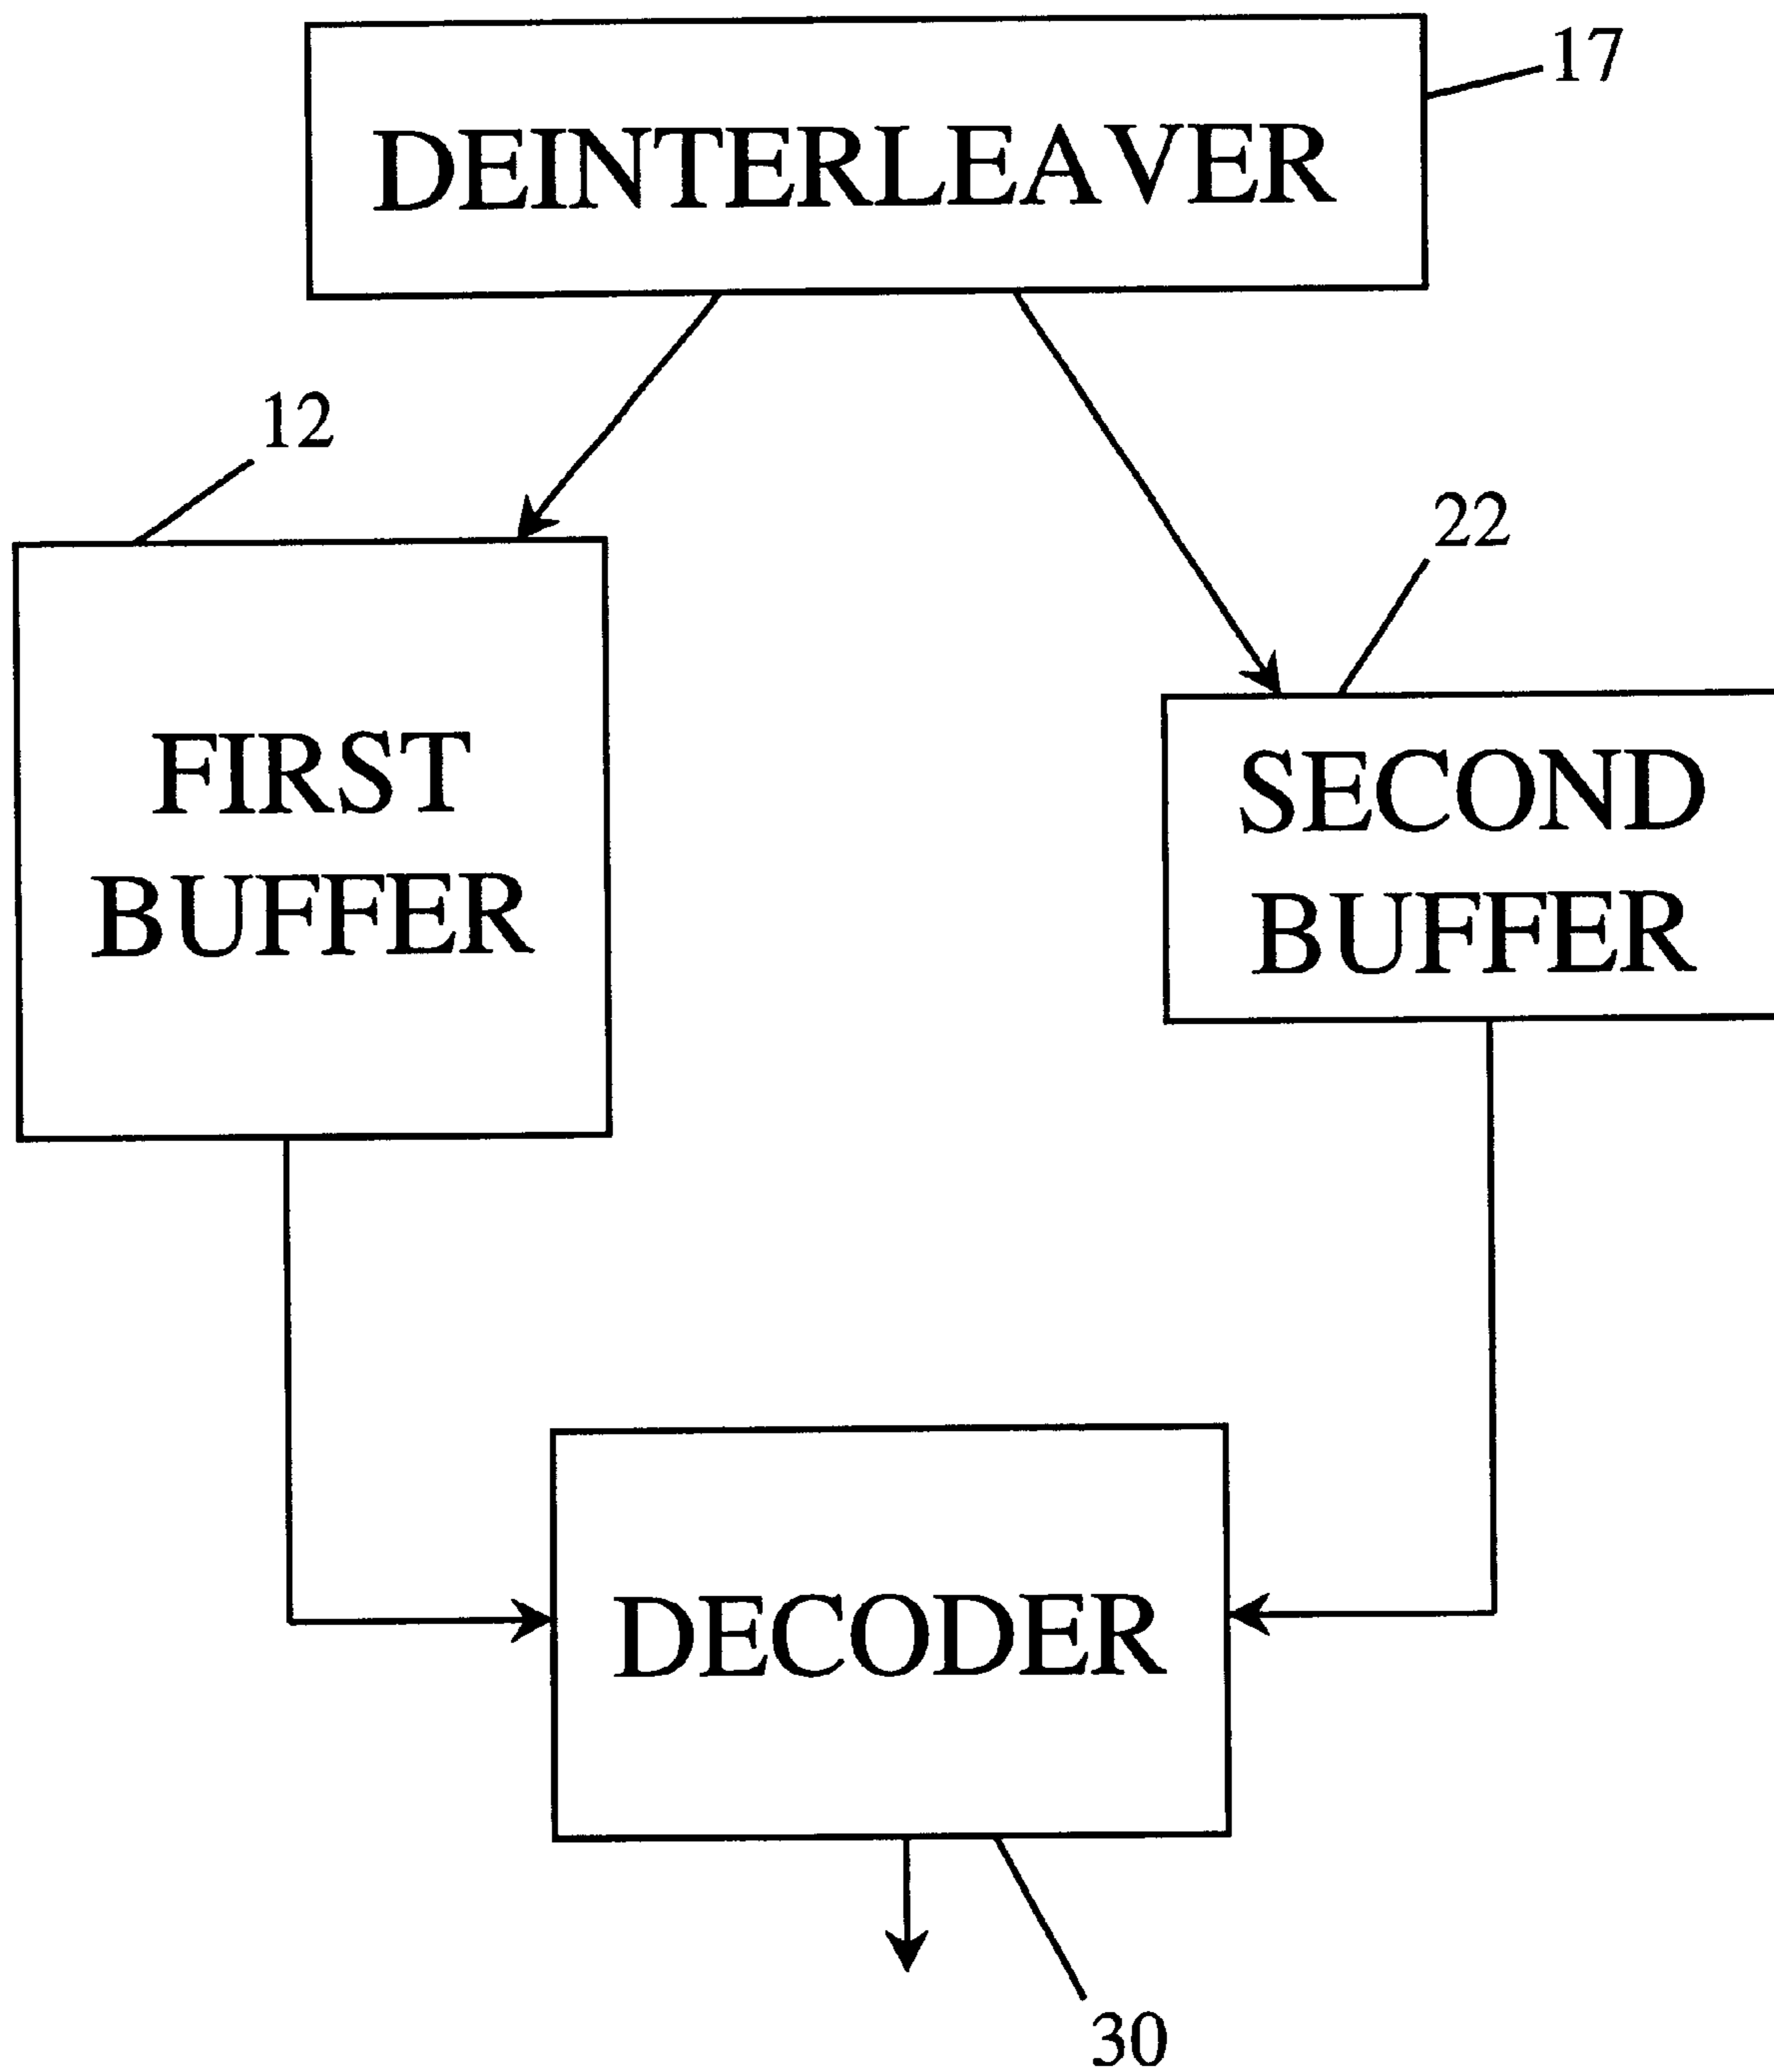 17
DEINTERLEAVER
12
22
FIRST
BUFFER
SECOND
BUFFER
DECODER
30